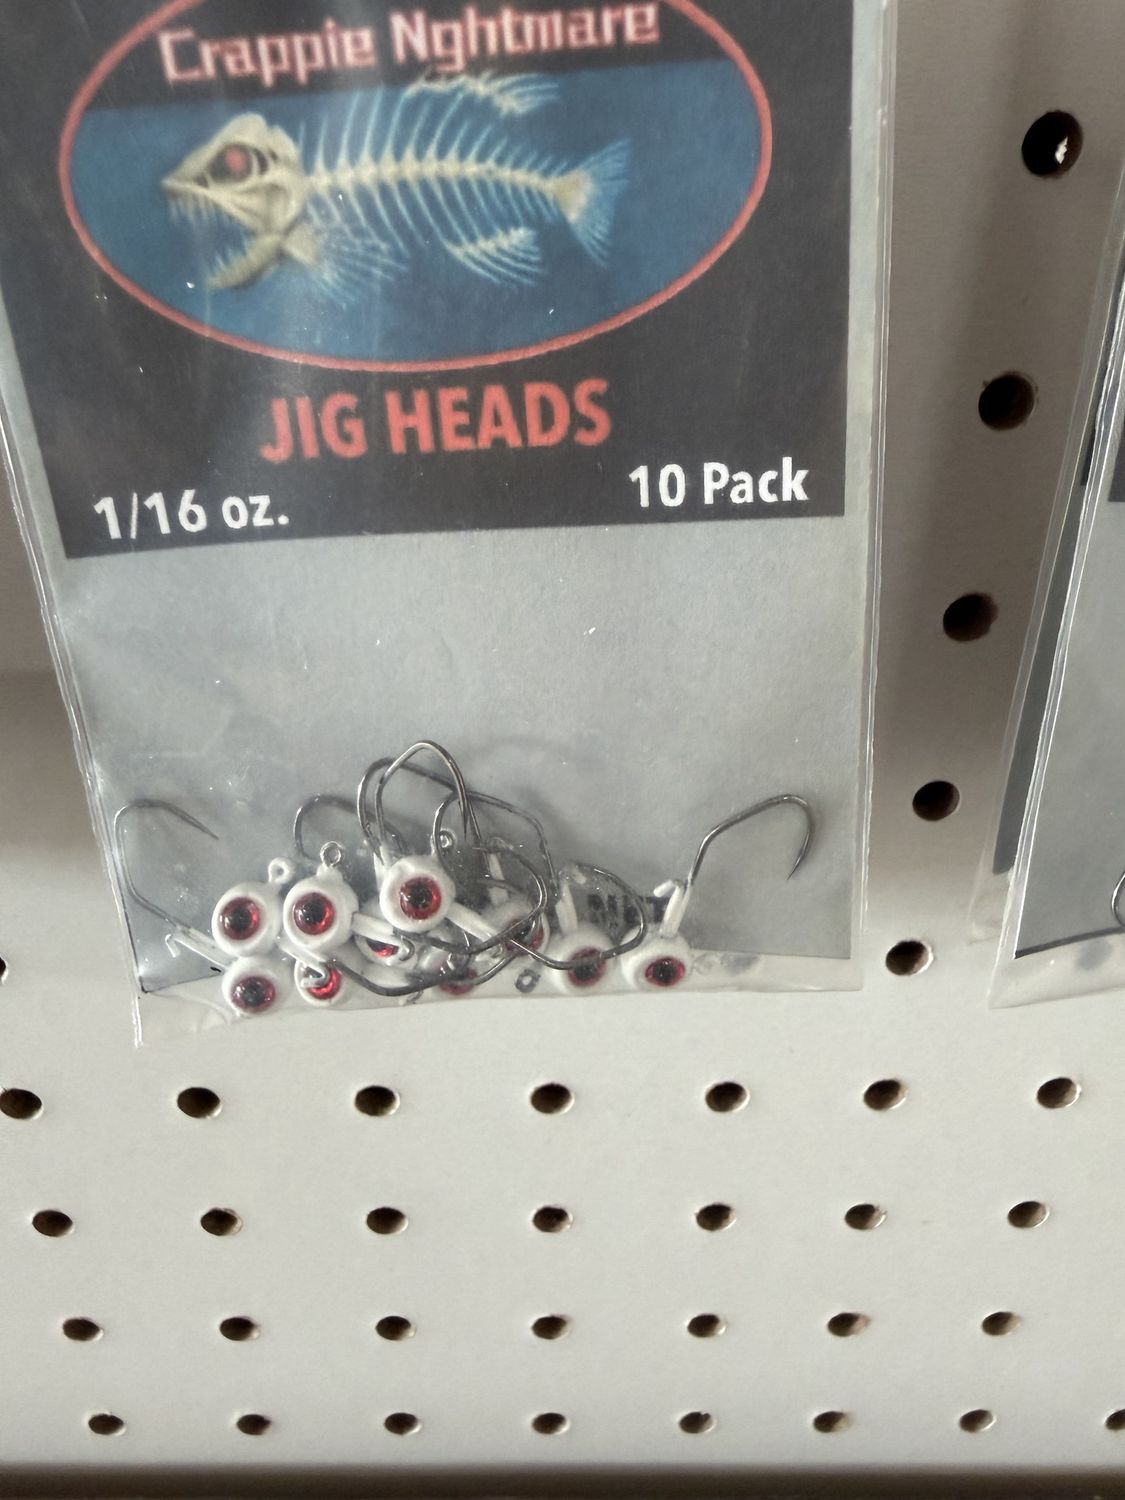 Crappie Nghtmare
JIG HEADS
1/16 oz.
10 Pack